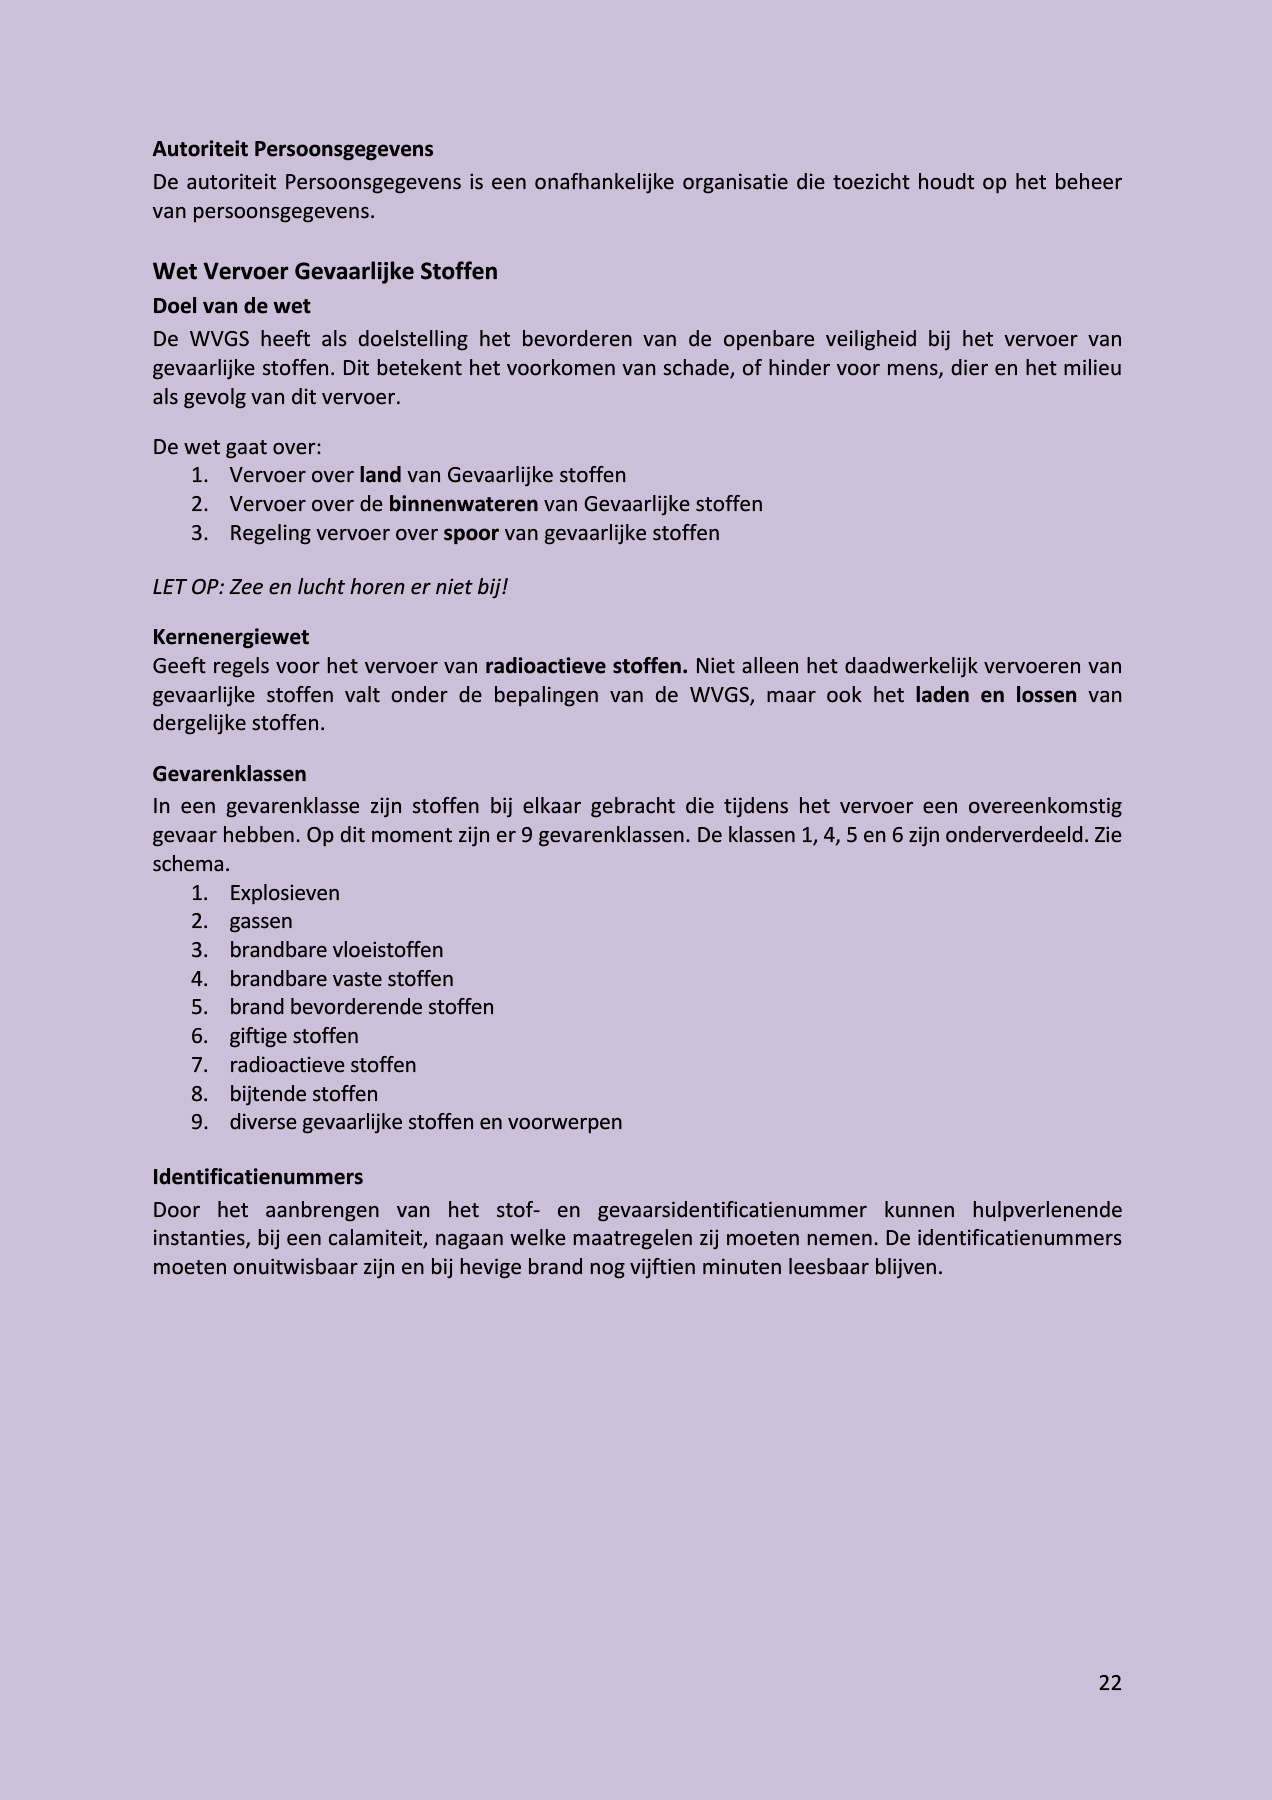 Autoriteit Persoonsgegevens
De autoriteit Persoonsgegevens is een onafhankelijke organisatie die toezicht houdt op het beheer
van persoonsgegevens.
Wet Vervoer Gevaarlijke Stoffen
Doel van de wet
De WVGS heeft als doelstelling het bevorderen van de openbare veiligheid bij het vervoer van
gevaarlijke stoffen. Dit betekent het voorkomen van schade, of hinder voor mens, dier en het milieu
als gevolg van dit vervoer.
De wet gaat over:
1. Vervoer over land van Gevaarlijke stoffen
2. Vervoer over de binnenwateren van Gevaarlijke stoffen
3. Regeling vervoer over spoor van gevaarlijke stoffen
LET OP: Zee en lucht horen er niet bij!
Kernenergiewet
Geeft regels voor het vervoer van radioactieve stoffen. Niet alleen het daadwerkelijk vervoeren van
gevaarlijke stoffen valt onder de bepalingen van de WVGS, maar ook het laden en lossen van
dergelijke stoffen.
Gevarenklassen
In een gevarenklasse zijn stoffen bij elkaar gebracht die tijdens het vervoer een overeenkomstig
gevaar hebben. Op dit moment zijn er 9 gevarenklassen. De klassen 1, 4, 5 en 6 zijn onderverdeeld. Zie
schema.
1. Explosieven
2. gassen
3. brandbare vloeistoffen
4. brandbare vaste stoffen
5. brand bevorderende stoffen
6. giftige stoffen
7. radioactieve stoffen
8. bijtende stoffen
9. diverse gevaarlijke stoffen en voorwerpen
Identificatienummers
Door het aanbrengen van het stof- en gevaarsidentificatienummer kunnen hulpverlenende
instanties, bij een calamiteit, nagaan welke maatregelen zij moeten nemen. De identificatienummers
moeten onuitwisbaar zijn en bij hevige brand nog vijftien minuten leesbaar blijven.
22